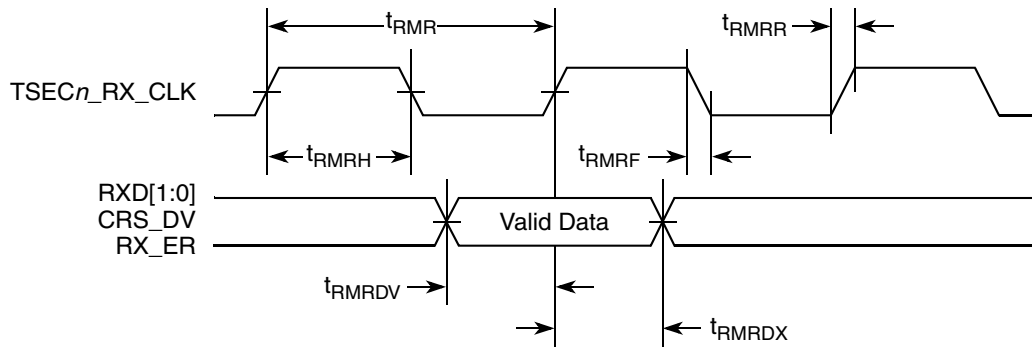 tRMR
tRMRR
TSECn_RX_CLK
tRMRH
tRMRF
RXD[1:0]
CRS_DV
RX_ER
Valid Data
tRMRDV
tRMRDX